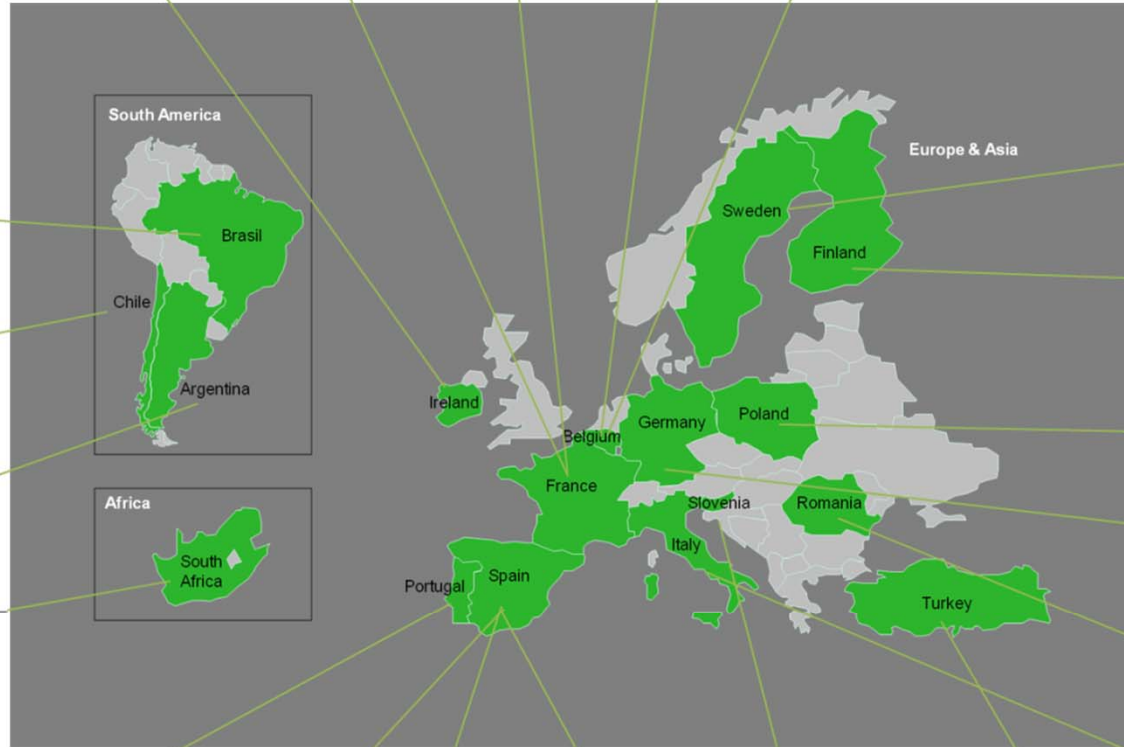 South America
Brasil
Chile
Argentina
Africa
South
Africa
Europe & Asia
Sweden
Finland
Ireland
Belgium
Germany
Poland
France
Slovenia
Romania
Italy
Portugal
Spain
Turkey